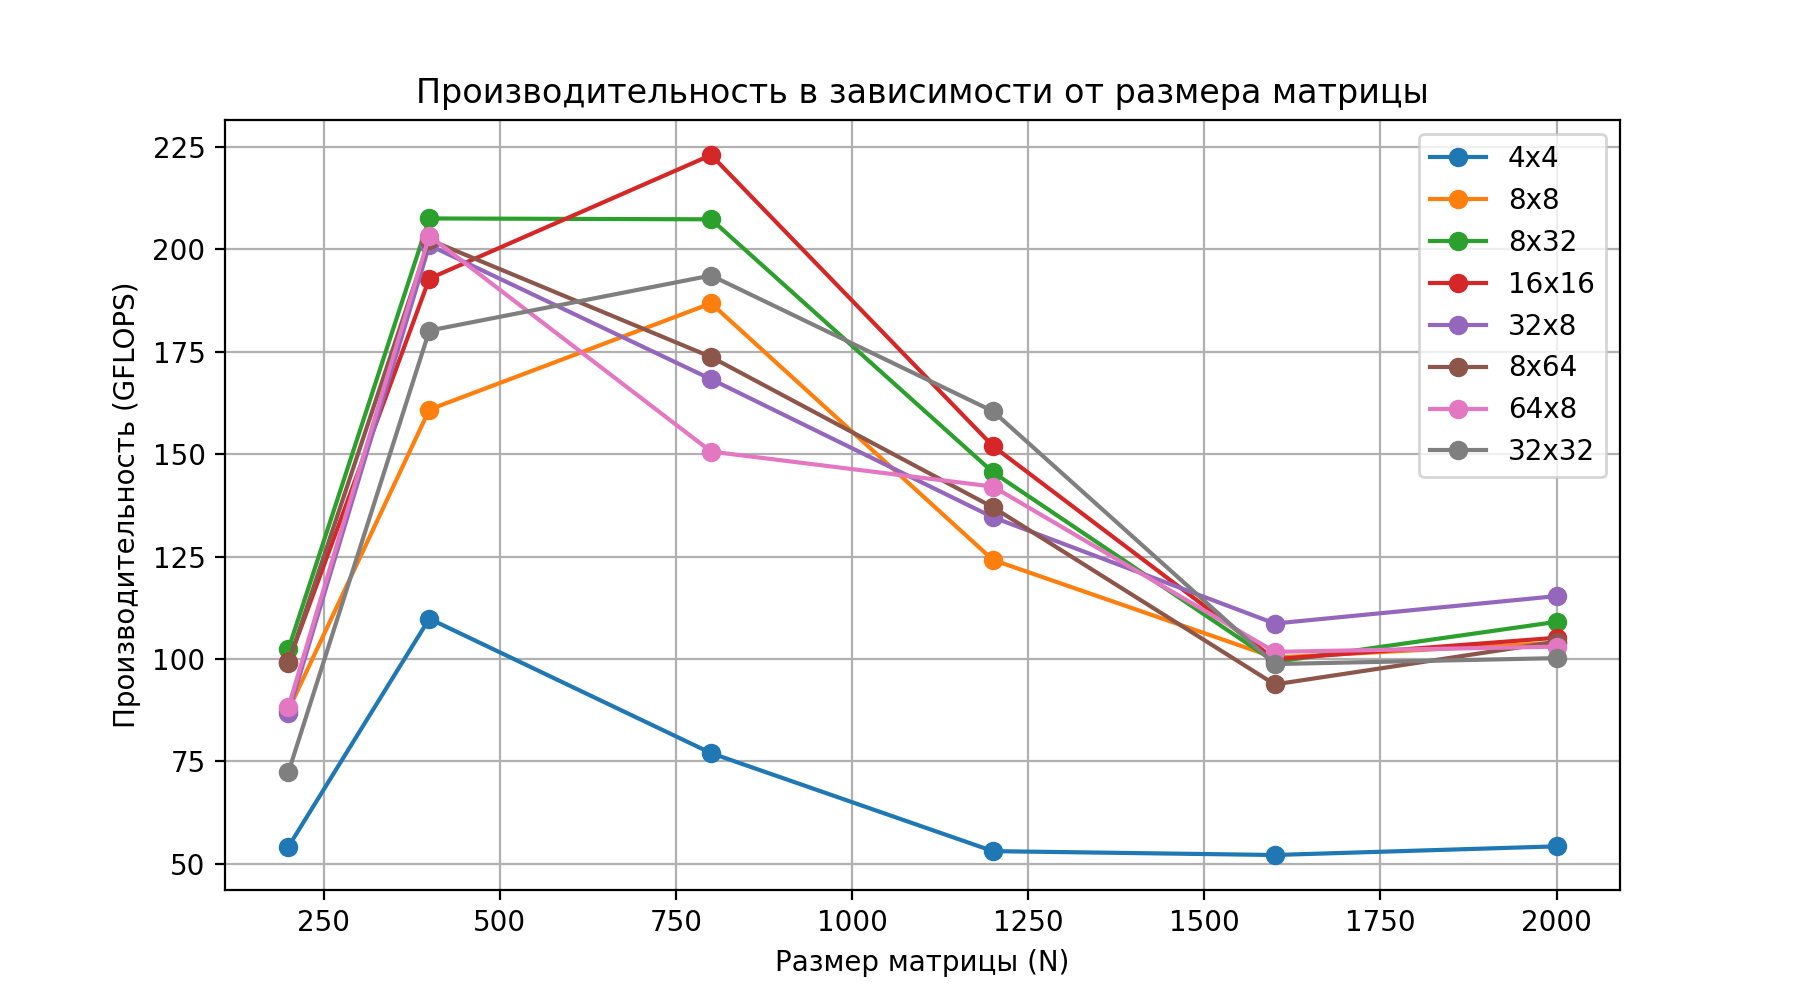 Производительность в зависимости от размера матрицы
Производительность (GFLOPS)
225
200
175
150
125
100
75
50
4x4
8x8
8x32
16x16
32x8
8x64
64x8
32x32
250 500 750 1000 1250 1500 1750 2000
Размер матрицы (N)